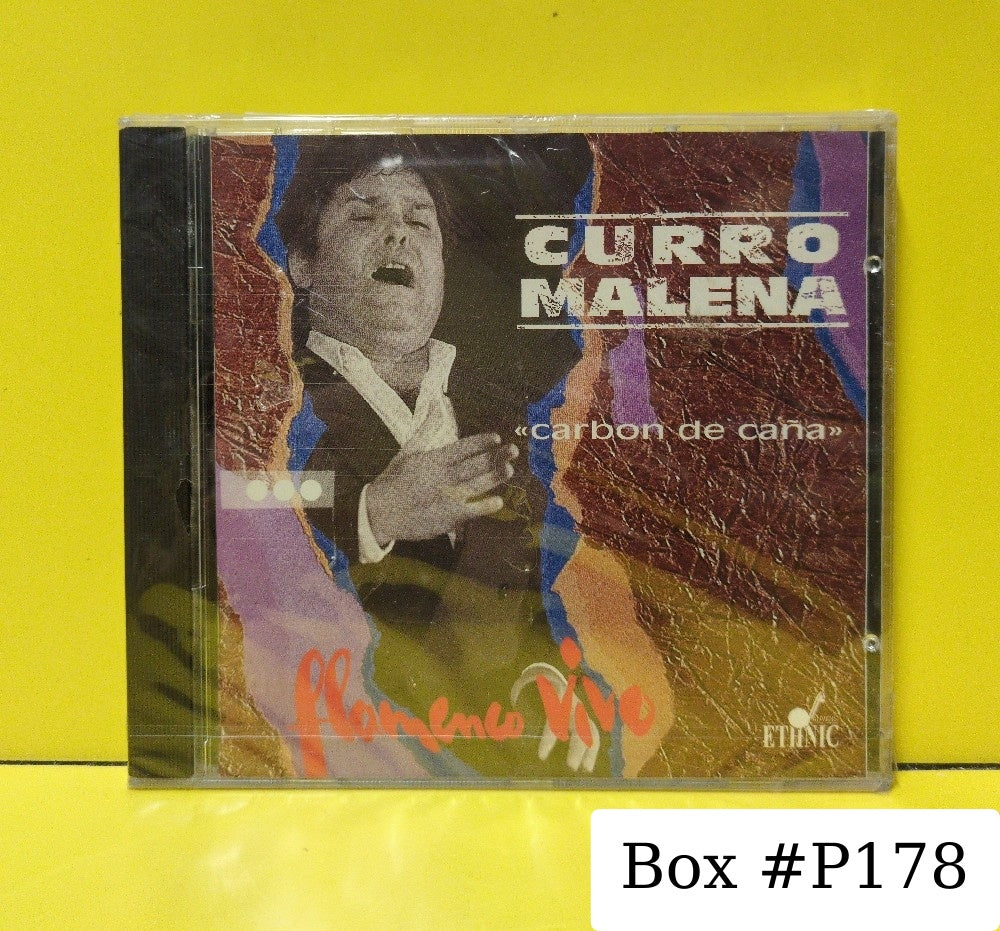 CURRO
MALENA
«carbon de caña»
flamenco vivo
ETHNIC
Box #P178